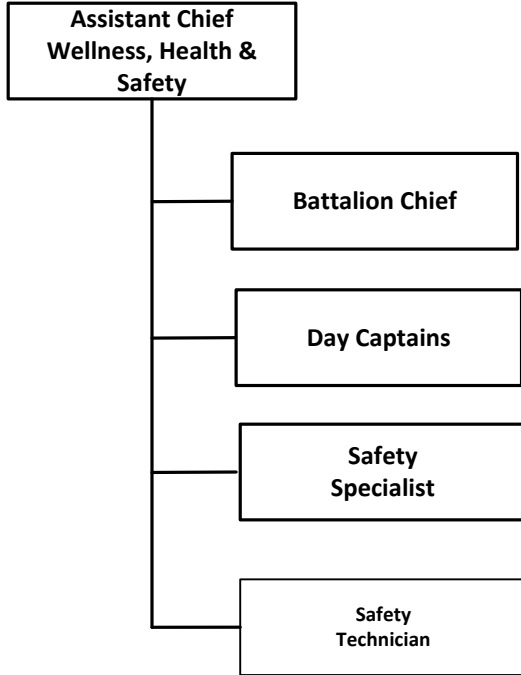 Assistant Chief
Wellness, Health &
Safety
Battalion Chief
Day Captains
Safety
Specialist
Safety
Technician